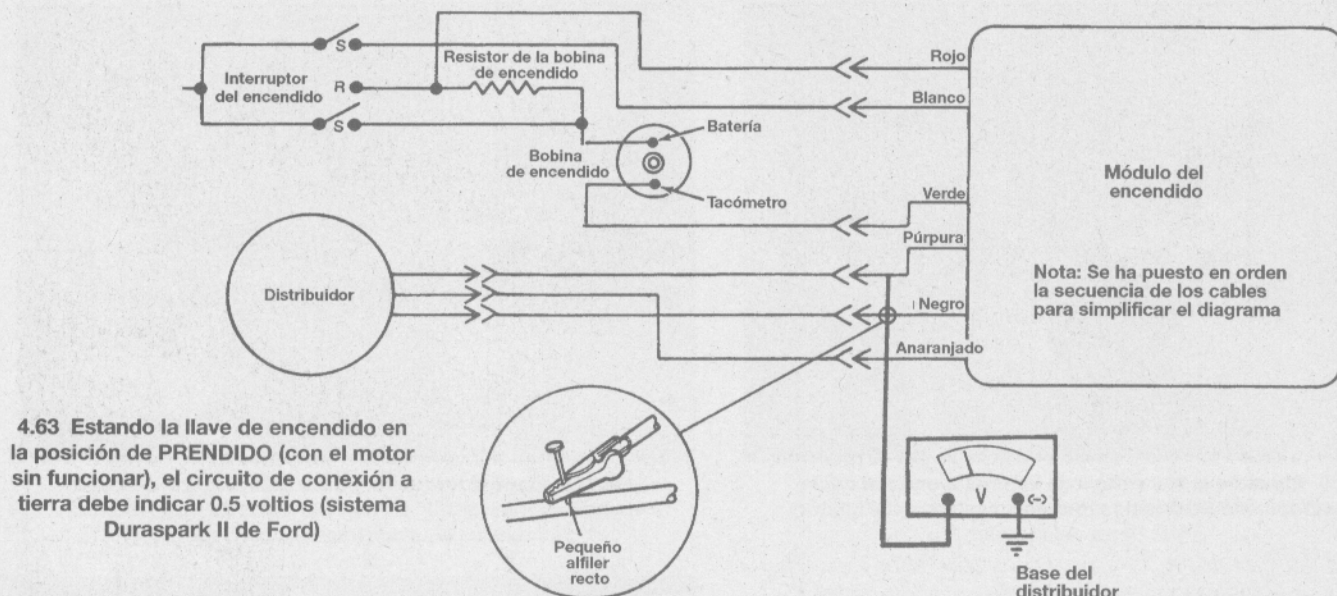 Rojo
S
Resistor de la bobina
de encendido
Interruptor
del encendido
R
Blanco
S
Batería
Bobina
de encendido
Módulo del
encendido
Tacómetro
Verde
Púrpura
Distribuidor
Nota: Se ha puesto en orden
la secuencia de los cables
para simplificar el diagrama
Negro
Anaranjado
4.63 Estando la llave de encendido en
la posición de PRENDIDO (con el motor
sin funcionar), el circuito de conexión a
tierra debe indicar 0.5 voltios (sistema
Duraspark II de Ford)
V
(-)
Pequeño
alfiler
recto
Base del
distribuidor